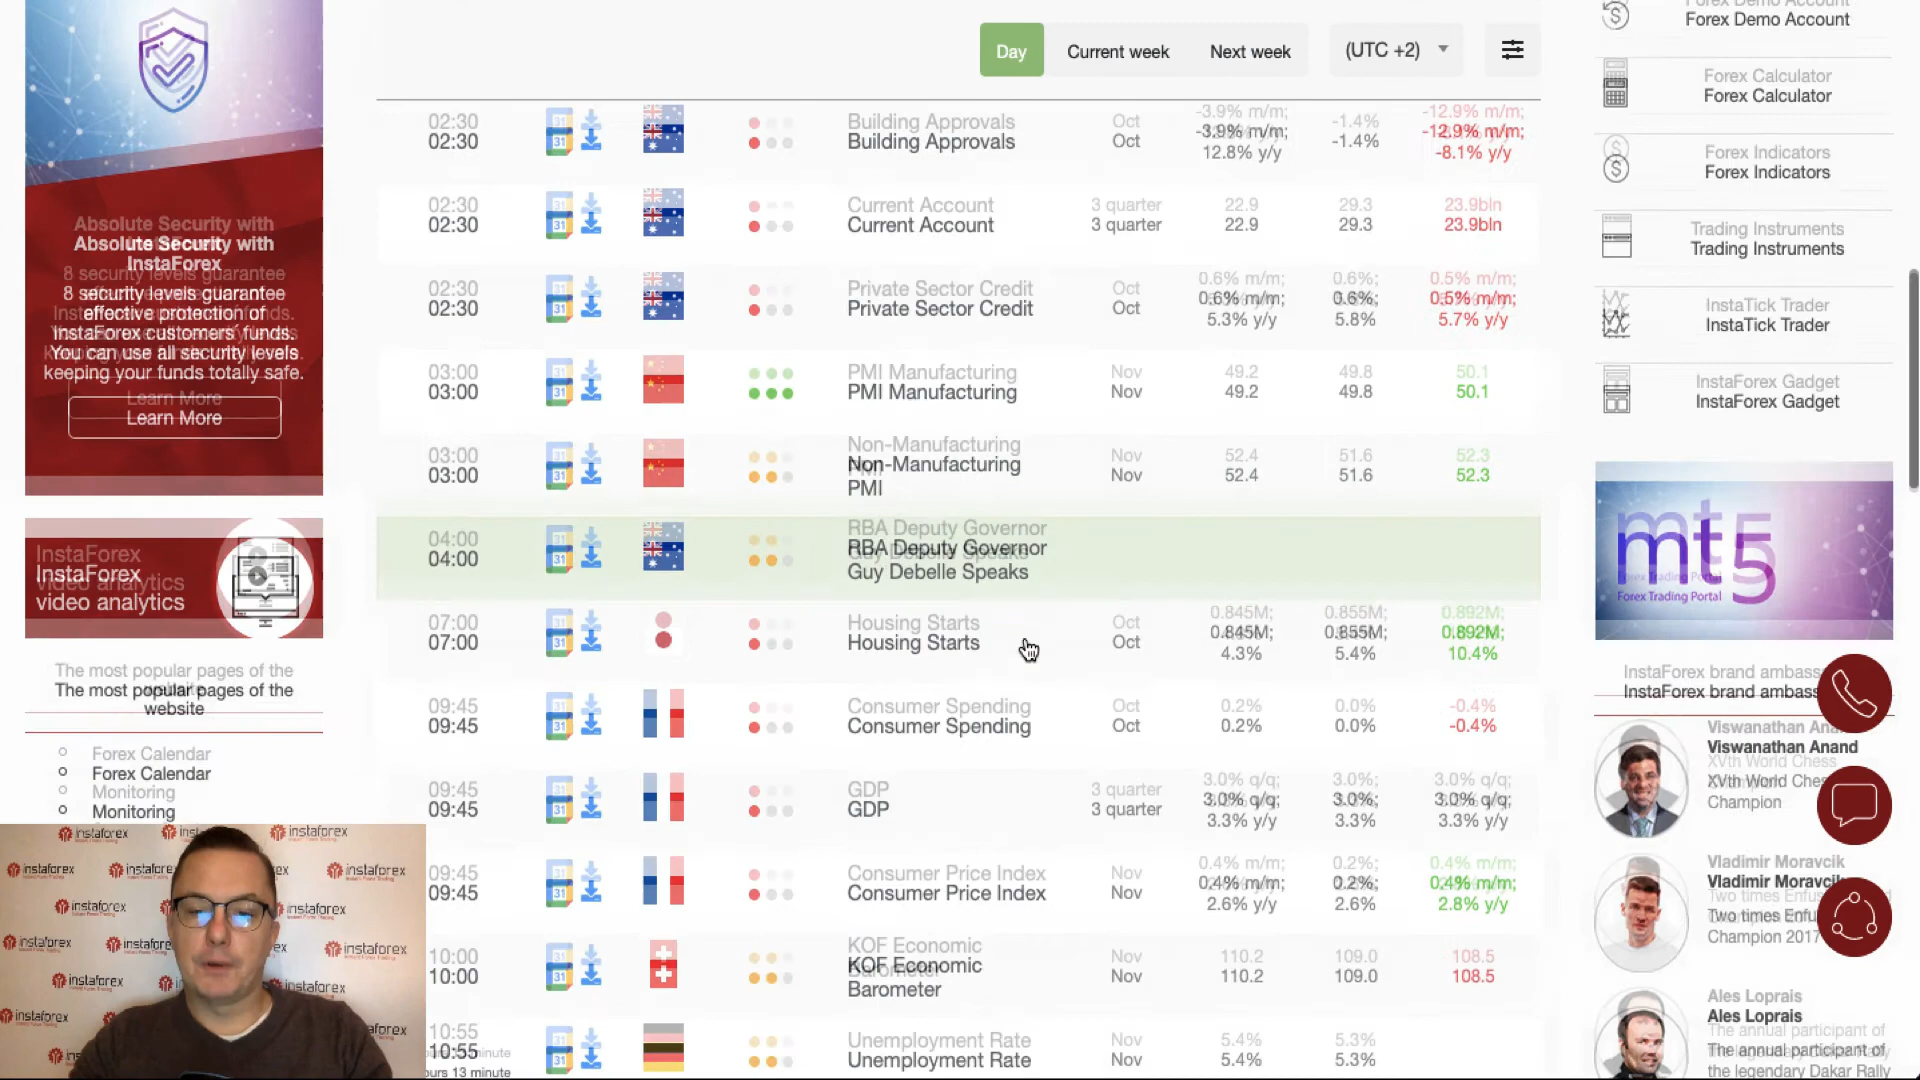 Day
Current week
Next week
(UTC +2)
Absolute Security with
InstaForex
8 security levels guarantee
effective protection of
InstaForex customers' funds.
You can use all security levels
keeping your funds totally safe.
Learn More
InstaForex
video analytics
The most popular pages of the
website
Forex Calendar
Monitoring
02:30 Building Approvals Oct -3.9% m/m; -1.4% -12.9% m/m;
12.8% y/y -8.1% y/y
02:30 Current Account 3 quarter 22.9 29.3 23.9bln
02:30 Private Sector Credit Oct 0.6% m/m; 0.6%; 0.5% m/m;
5.3% y/y 5.8% 5.7% y/y
03:00 PMI Manufacturing Nov 49.2 49.8 50.1
03:00 Non-Manufacturing Nov 52.4 51.6 52.3
PMI
04:00 RBA Deputy Governor
Guy Debelle Speaks
07:00 Housing Starts Oct 0.845M; 0.855M; 0.892M;
4.3% 5.4% 10.4%
09:45 Consumer Spending Oct 0.2% 0.0% -0.4%
09:45 GDP 3 quarter 3.0% q/q; 3.0%; 3.0% q/q;
3.3% y/y 3.3% 3.3% y/y
09:45 Consumer Price Index Nov 0.4% m/m; 0.2%; 0.4% m/m;
2.6% y/y 2.6% 2.8% y/y
10:00 KOF Economic Nov 110.2 109.0 108.5
Barometer
10:55 Unemployment Rate Nov 5.4% 5.3%
ours 13 minute
Forex Demo Account
Forex Calculator
Forex Indicators
Trading Instruments
InstaTick Trader
InstaForex Gadget
mt5
Forex Trading Portal
InstaForex brand ambass
Viswanathan Anand
XVth World Ches
Champion
Vladimir Moravcik
Two times Enfu
Champion 2017
Ales Loprais
The annual participant of
the legendary Dakar Rally
instaforex
Instant Forex Trading